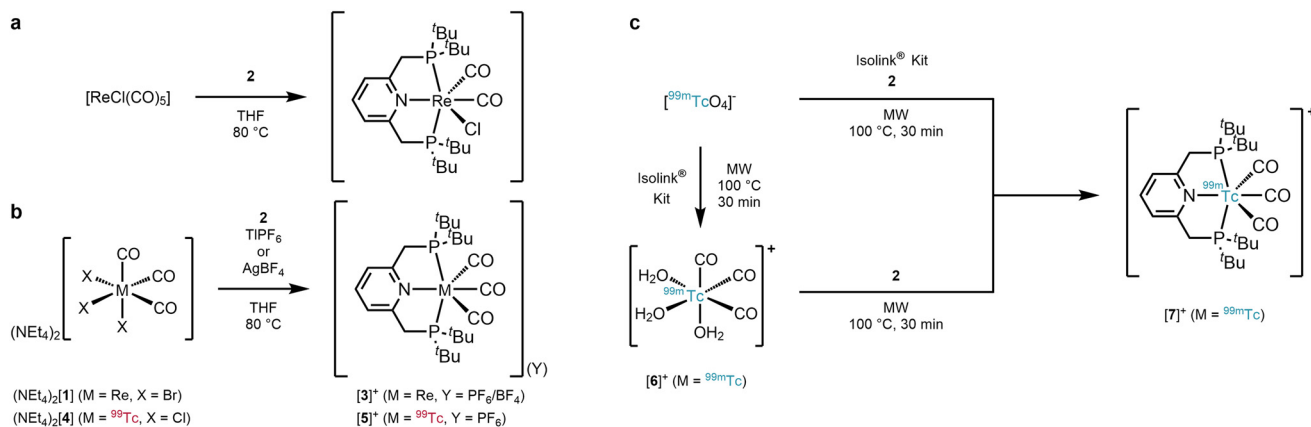 a
[ReCl(CO)5]
2
THF
80 °C
tBu
tBu
P
CO
N
Re
CO
Cl
P
tBu
tBu
b
(NEt4)2
CO
X
CO
M
X
CO
X
2
TlPF6
or
AgBF4
THF
80 °C
tBu
tBu
P
CO
N
M
CO
CO
P
tBu
tBu
(Y)
(NEt4)2[1] (M = Re, X = Br)
(NEt4)2[4] (M = 99Tc, X = Cl)
[3]+ (M = Re, Y = PF6/BF4)
[5]+ (M = 99Tc, Y = PF6)
c
[99mTcO4]-
Isolink® Kit
2
MW
100 °C, 30 min
Isolink®
Kit
MW
100 °C
30 min
+
CO
H2O
CO
99mTc
H2O
CO
OH2
[6]+ (M = 99mTc)
2
MW
100 °C, 30 min
+
tBu
tBu
P
CO
N
99mTc
CO
CO
P
tBu
tBu
[7]+ (M = 99mTc)